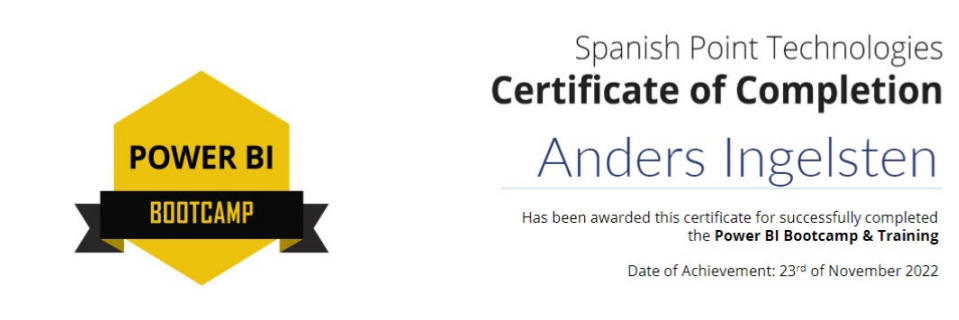 POWER BI
BOOTCAMP
Spanish Point Technologies
Certificate of Completion
Anders Ingelsten
Has been awarded this certificate for successfully completed
the Power BI Bootcamp & Training
Date of Achievement: 23rd of November 2022